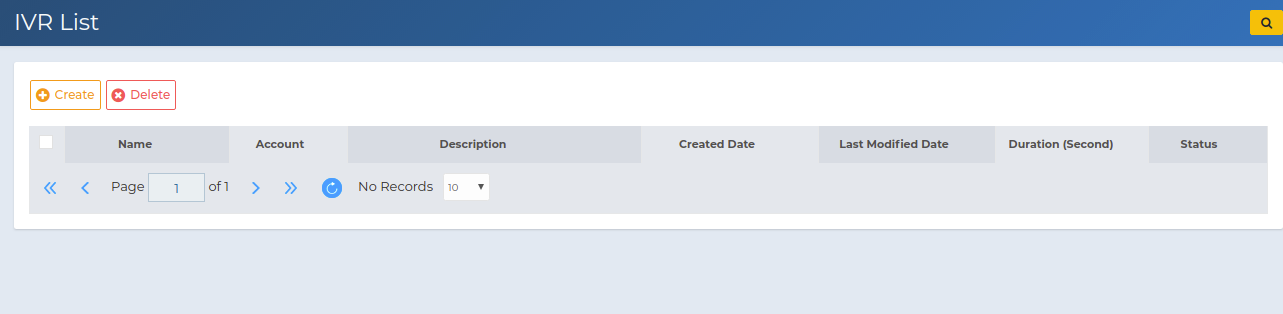 IVR List
Create Delete
Name Account Description Created Date Last Modified Date Duration (Second) Status
Page 1 of 1 No Records 10